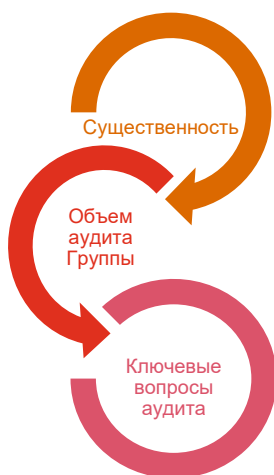 Существенность
Объем
аудита
Группы
Ключевые
вопросы
аудита